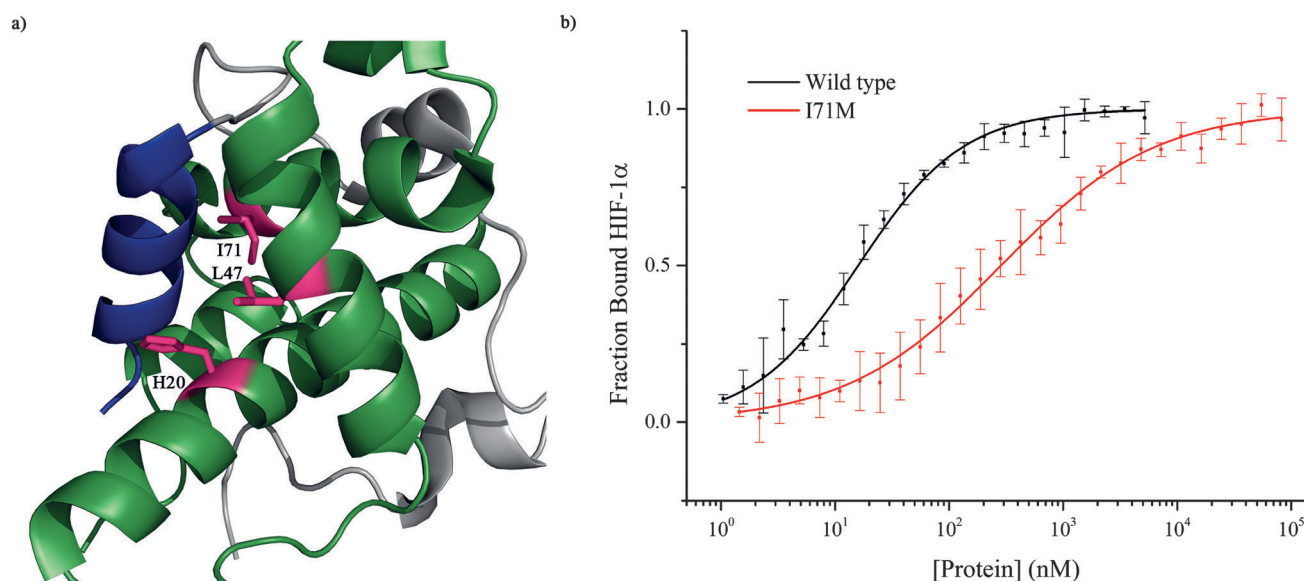 a)
I71
L47
H20
b)
Wild type
I71M
Fraction Bound HIF-1α
1.0
0.5
0.0
10⁰
10¹
10²
10³
10⁴
10⁵
[Protein] (nM)